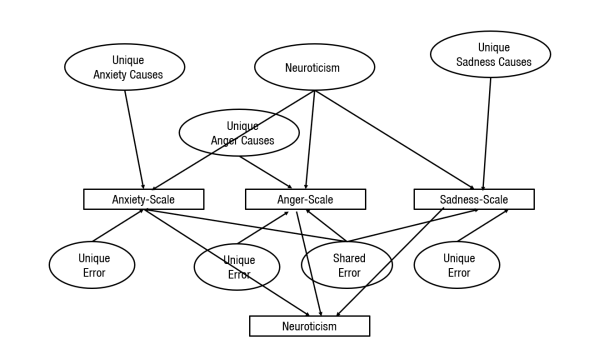 Unique
Anxiety Causes
Neuroticism
Unique
Sadness Causes
Unique
Anger Causes
Anxiety-Scale
Anger-Scale
Sadness-Scale
Unique
Error
Unique
Error
Shared
Error
Unique
Error
Neuroticism